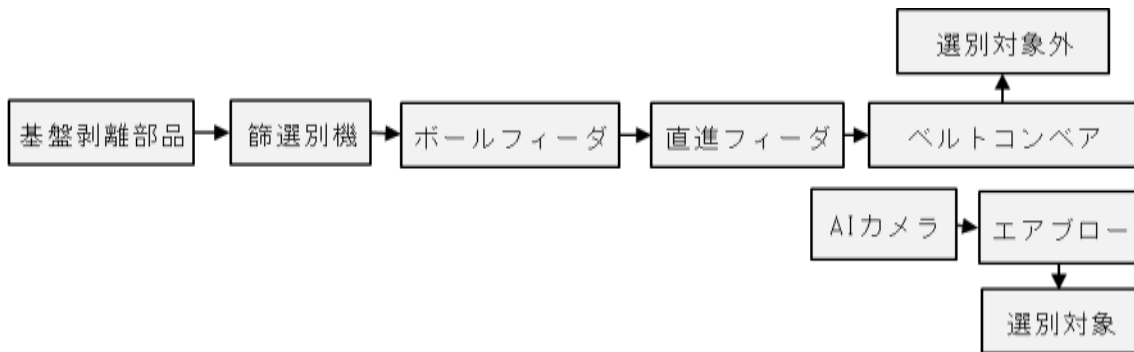 選別対象外
基盤剥離部品
篩選別機
ボールフィーダ
直進フィーダ
ベルトコンベア
AIカメラ
エアブロー
選別対象